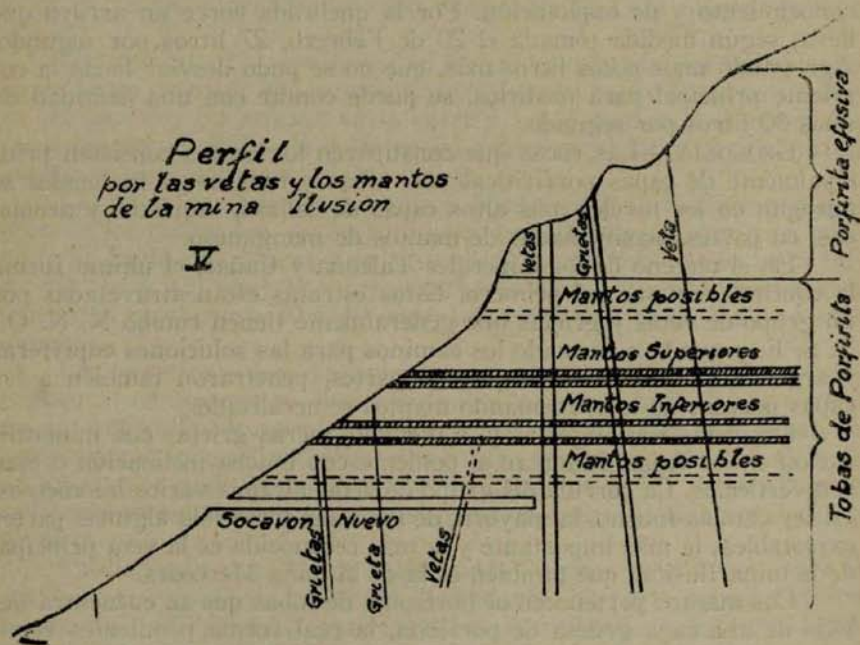 Perfil
por las vetas y los mantos
de la mina Ilusion
V.
Vetas
Grietas
Veta
Mantos posibles
Mantos Superiores
Mantos Inferiores
Mantos posibles
Socavon Nuevo
Grietas
Grieta
Vetas
Porfirita efusiva
Tobas de Porfirita